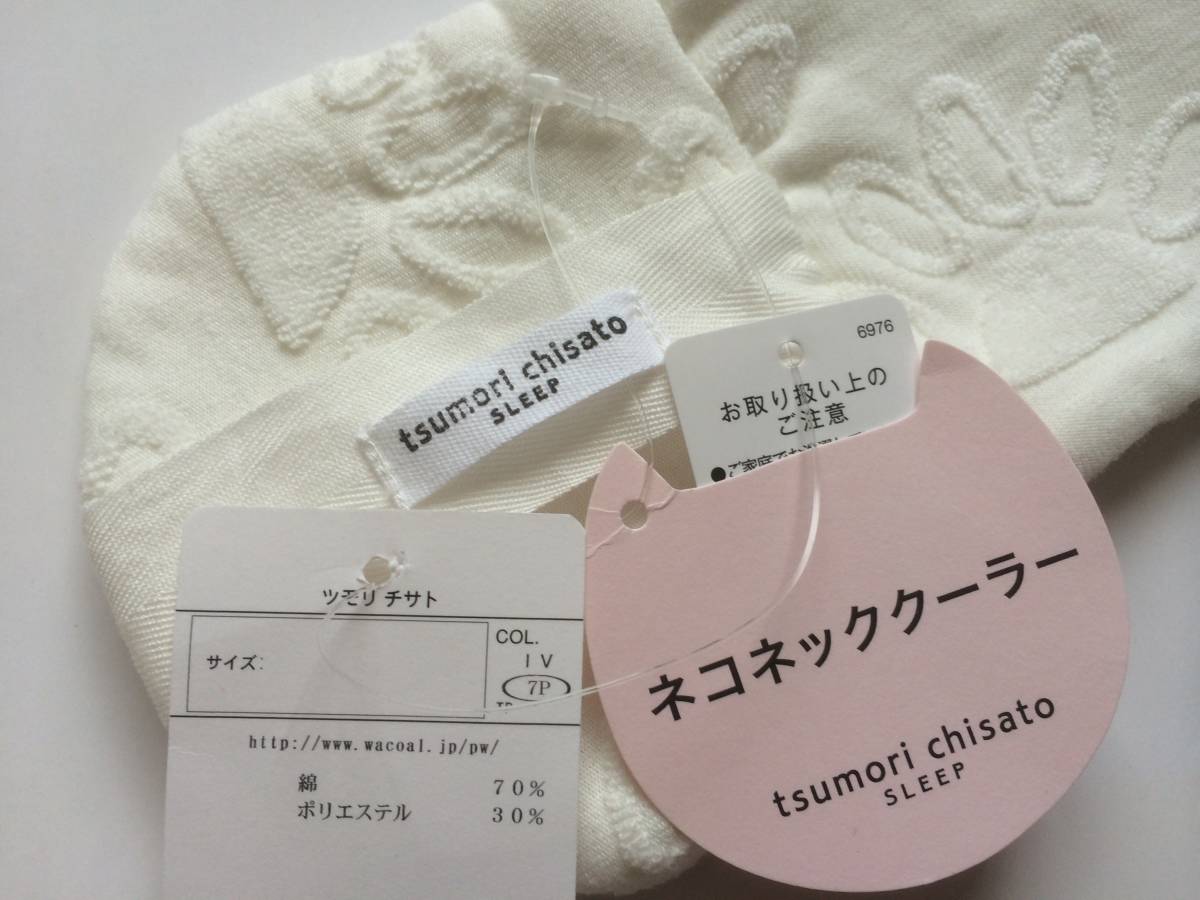 tsumori chisato
SLEEP
6976
お取り扱い上の
ご注意
ツモリ チサト
サイズ:
COL.
IV
7P
http://www.wacoal.jp/pw/
綿 70%
ポリエステル 30%
ネコネッククーラー
tsumori chisato
SLEEP